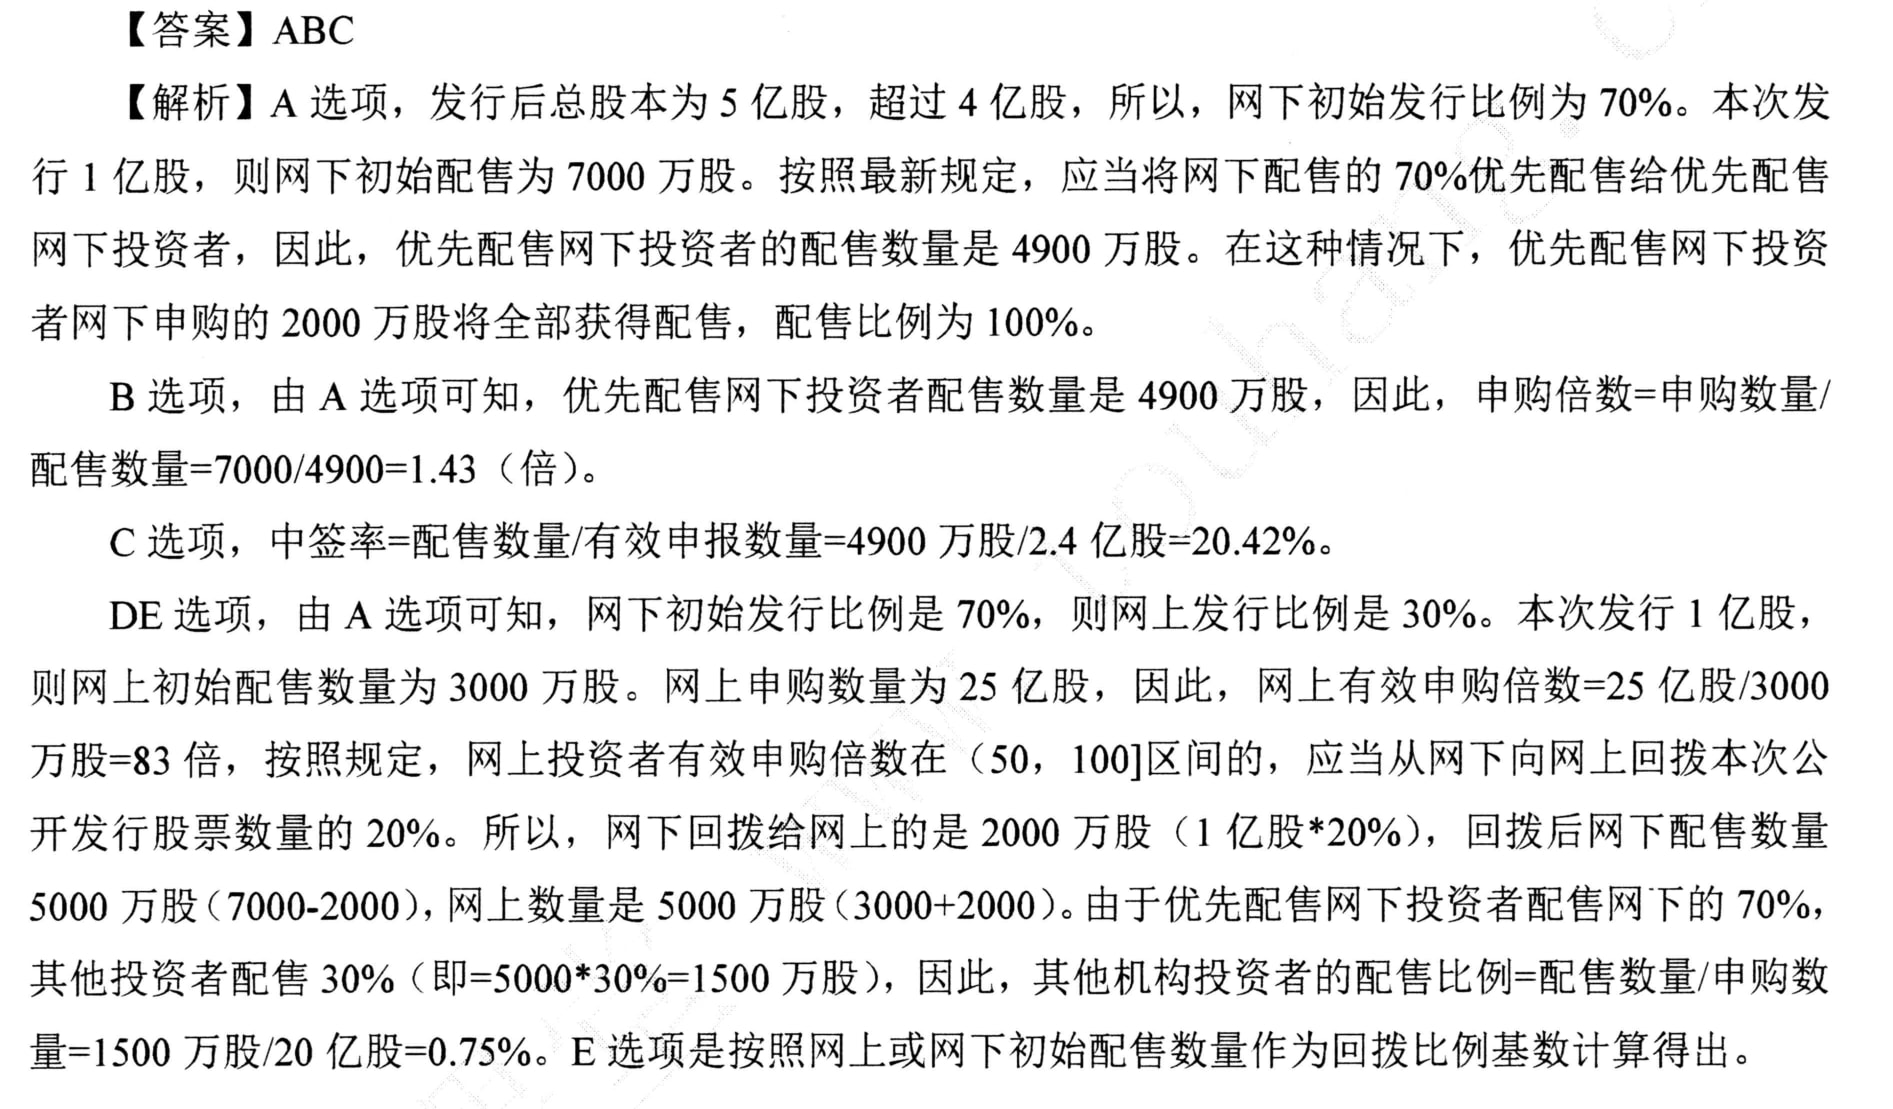 【答案】ABC
【解析】A 选项，发行后总股本为 5 亿股，超过 4 亿股，所以，网下初始发行比例为 70%。本次发
行 1 亿股，则网下初始配售为 7000 万股。按照最新规定，应当将网下配售的 70%优先配售给优先配售
网下投资者，因此，优先配售网下投资者的配售数量是 4900 万股。在这种情况下，优先配售网下投资
者网下申购的 2000 万股将全部获得配售，配售比例为 100%。
B 选项，由 A 选项可知，优先配售网下投资者配售数量是 4900 万股，因此，申购倍数=申购数量/
配售数量=7000/4900=1.43（倍）。
C 选项，中签率=配售数量/有效申报数量=4900 万股/2.4 亿股=20.42%。
DE 选项，由 A 选项可知，网下初始发行比例是 70%，则网上发行比例是 30%。本次发行 1 亿股，
则网上初始配售数量为 3000 万股。网上申购数量为 25 亿股，因此，网上有效申购倍数=25 亿股/3000
万股=83 倍，按照规定，网上投资者有效申购倍数在（50，100]区间的，应当从网下向网上回拨本次公
开发行股票数量的 20%。所以，网下回拨给网上的是 2000 万股（1 亿股*20%），回拨后网下配售数量
5000 万股（7000-2000），网上数量是 5000 万股（3000+2000）。由于优先配售网下投资者配售网下的 70%，
其他投资者配售 30%（即=5000*30%=1500 万股），因此，其他机构投资者的配售比例=配售数量/申购数
量=1500 万股/20 亿股=0.75%。E 选项是按照网上或网下初始配售数量作为回拨比例基数计算得出。